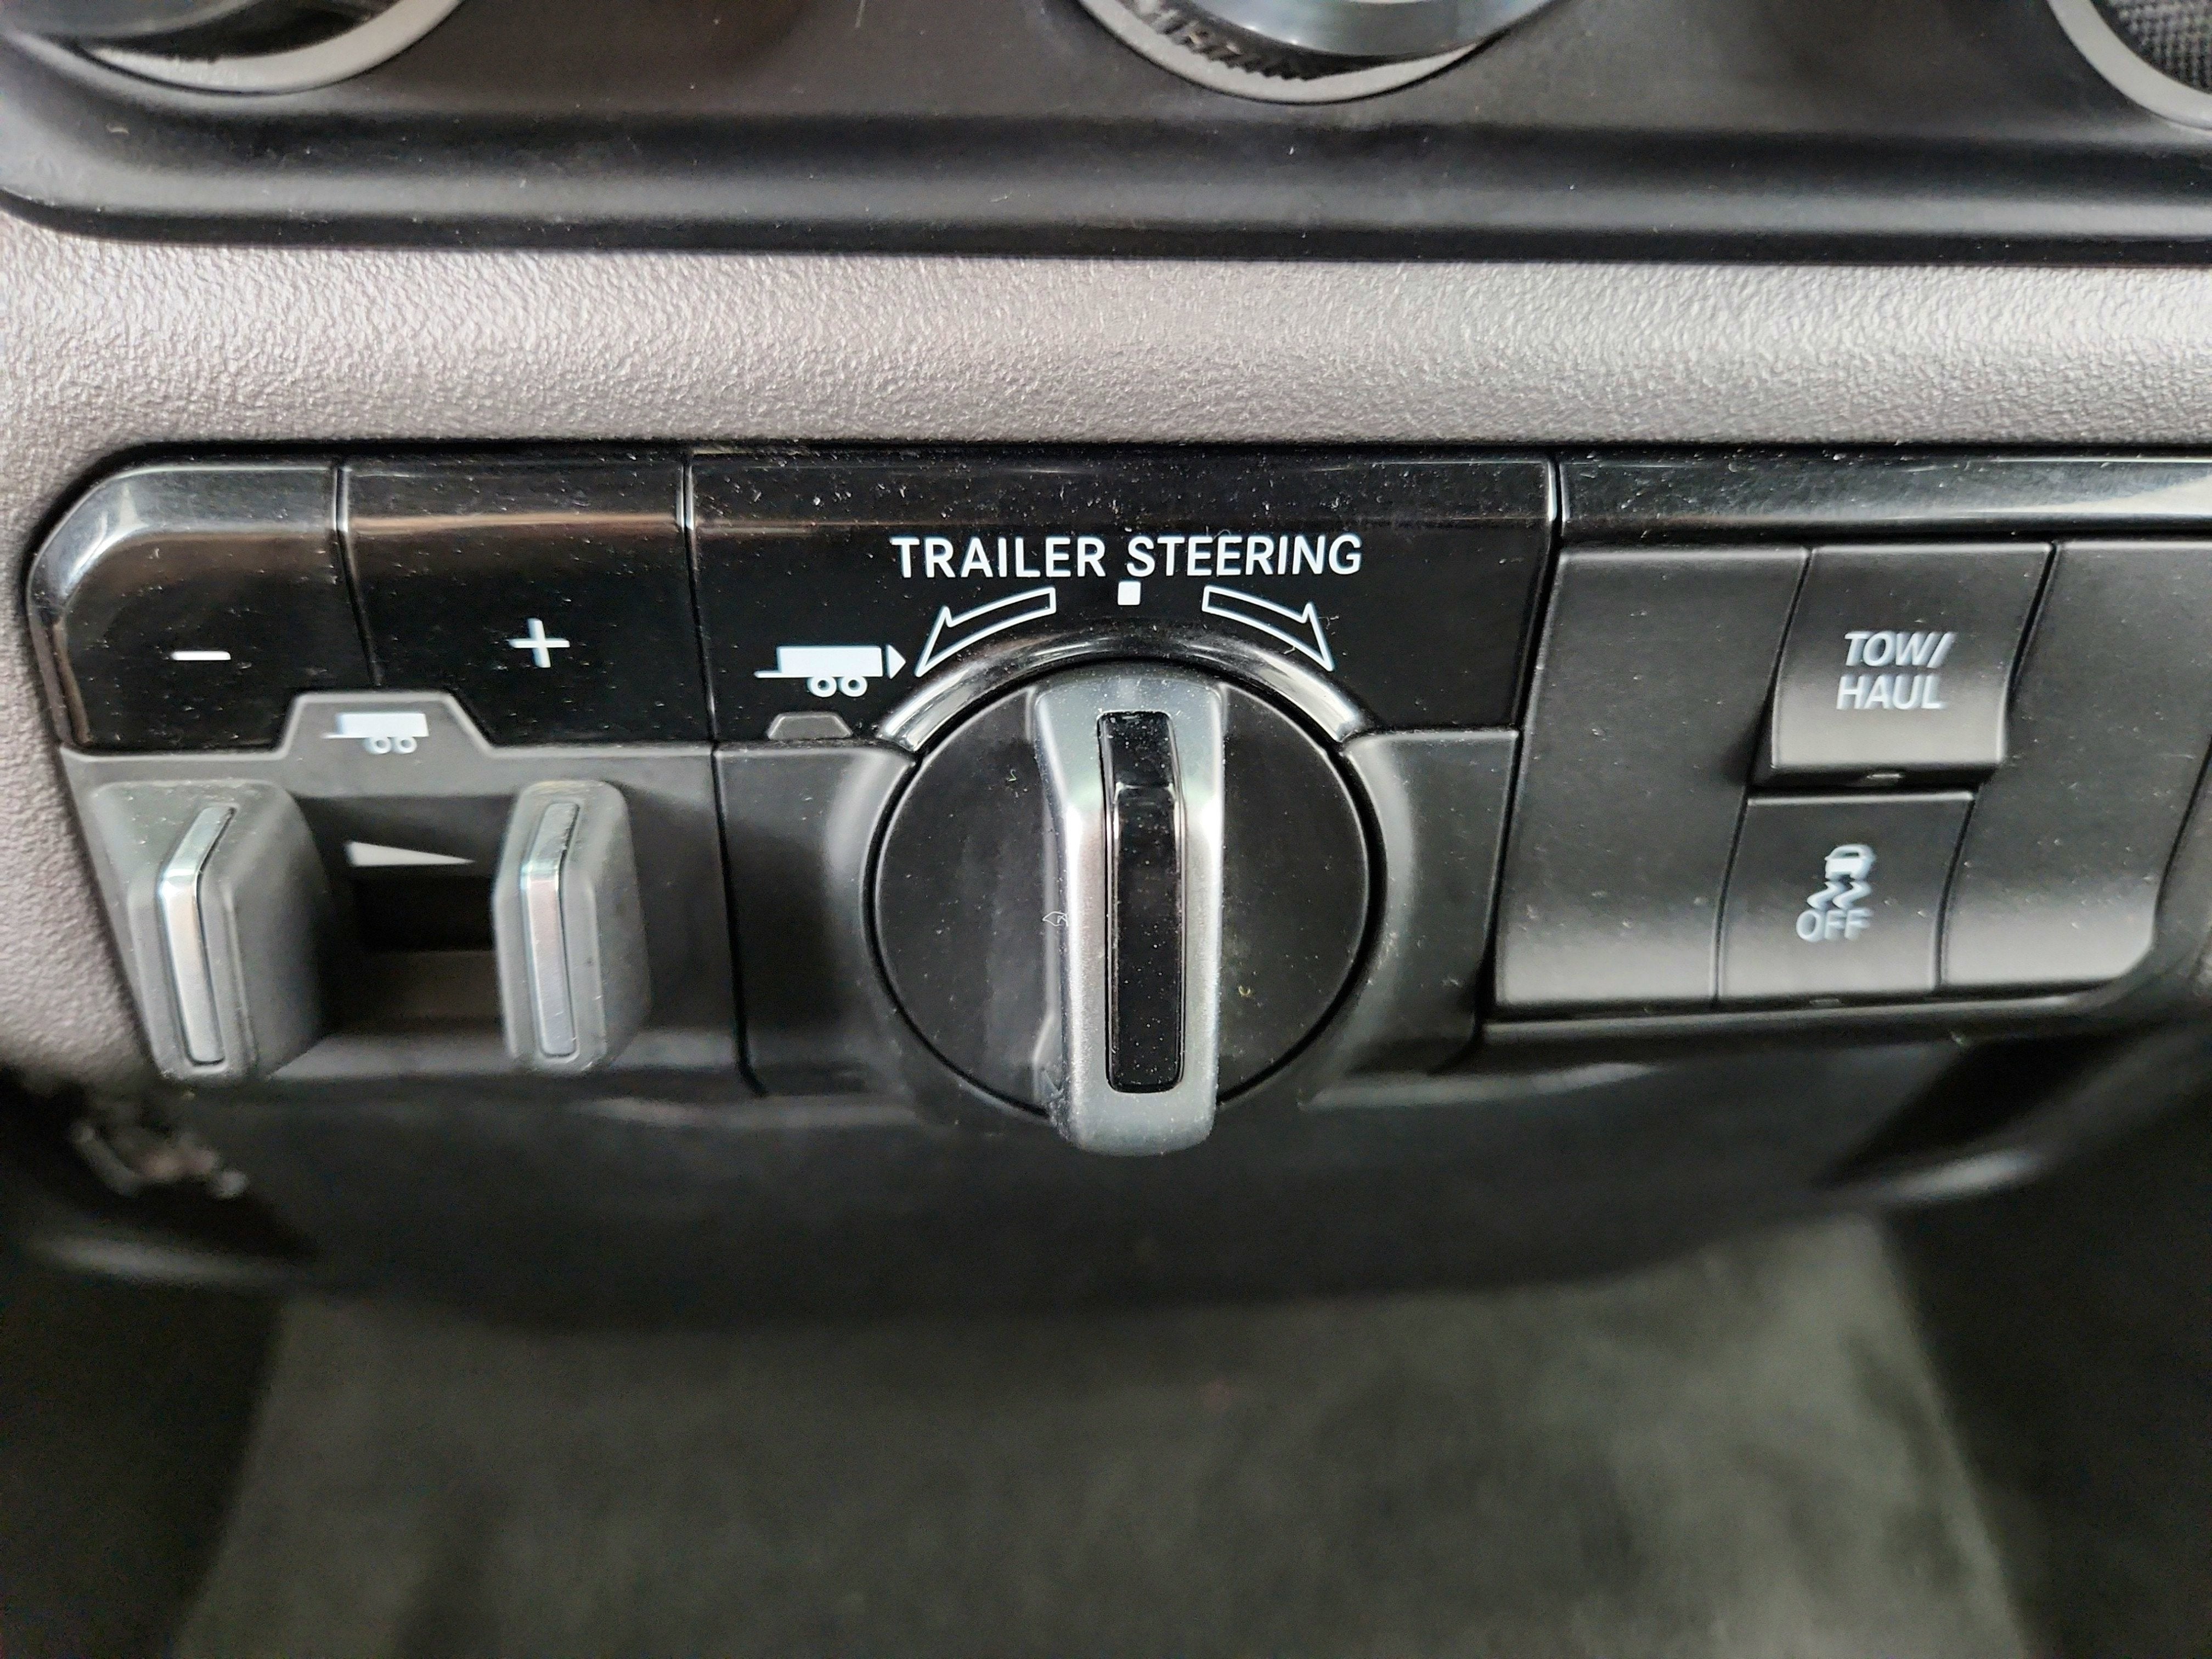 TRAILER STEERING
- +
TOW/
HAUL
OFF